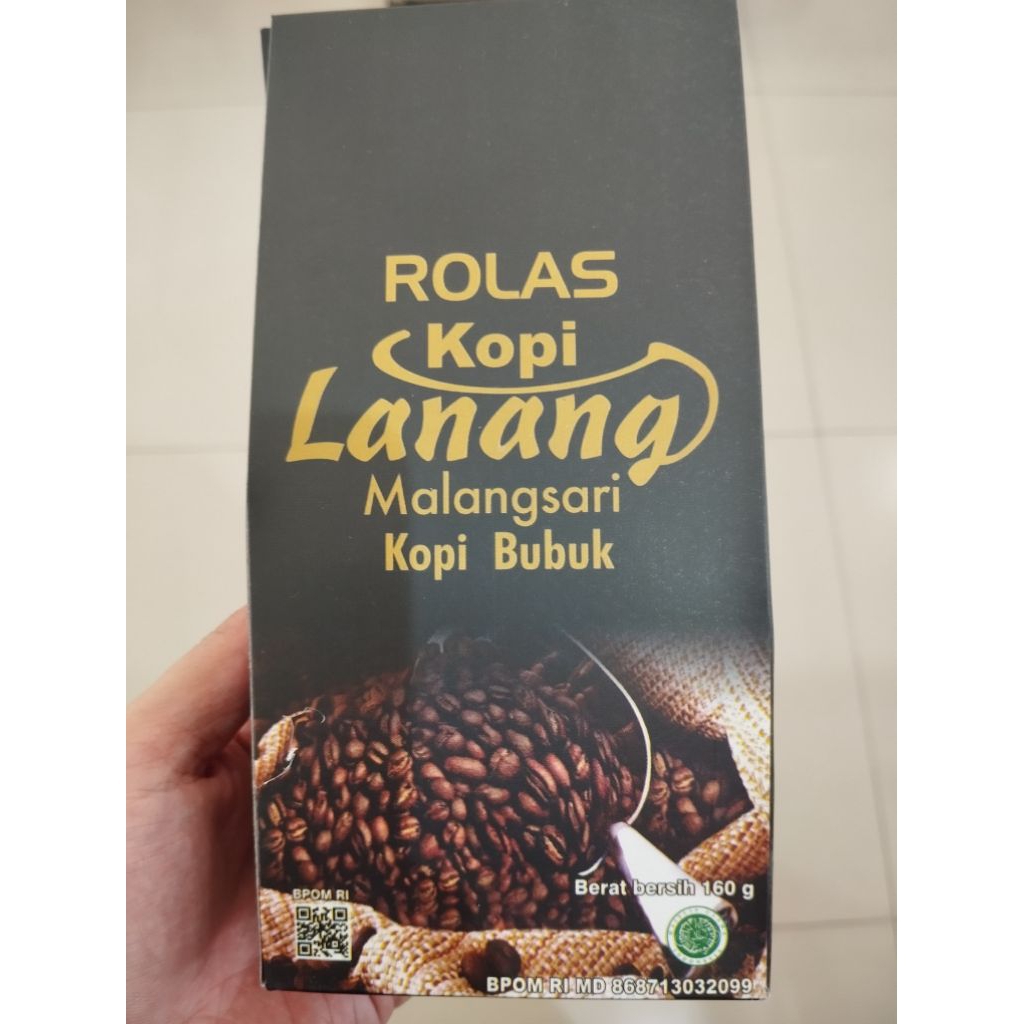 ROLAS
Kopi
Lanang
Malangsari
Kopi Bubuk
Berat bersih 160 g
BPOM RI
BPOM RI MD 868713032099